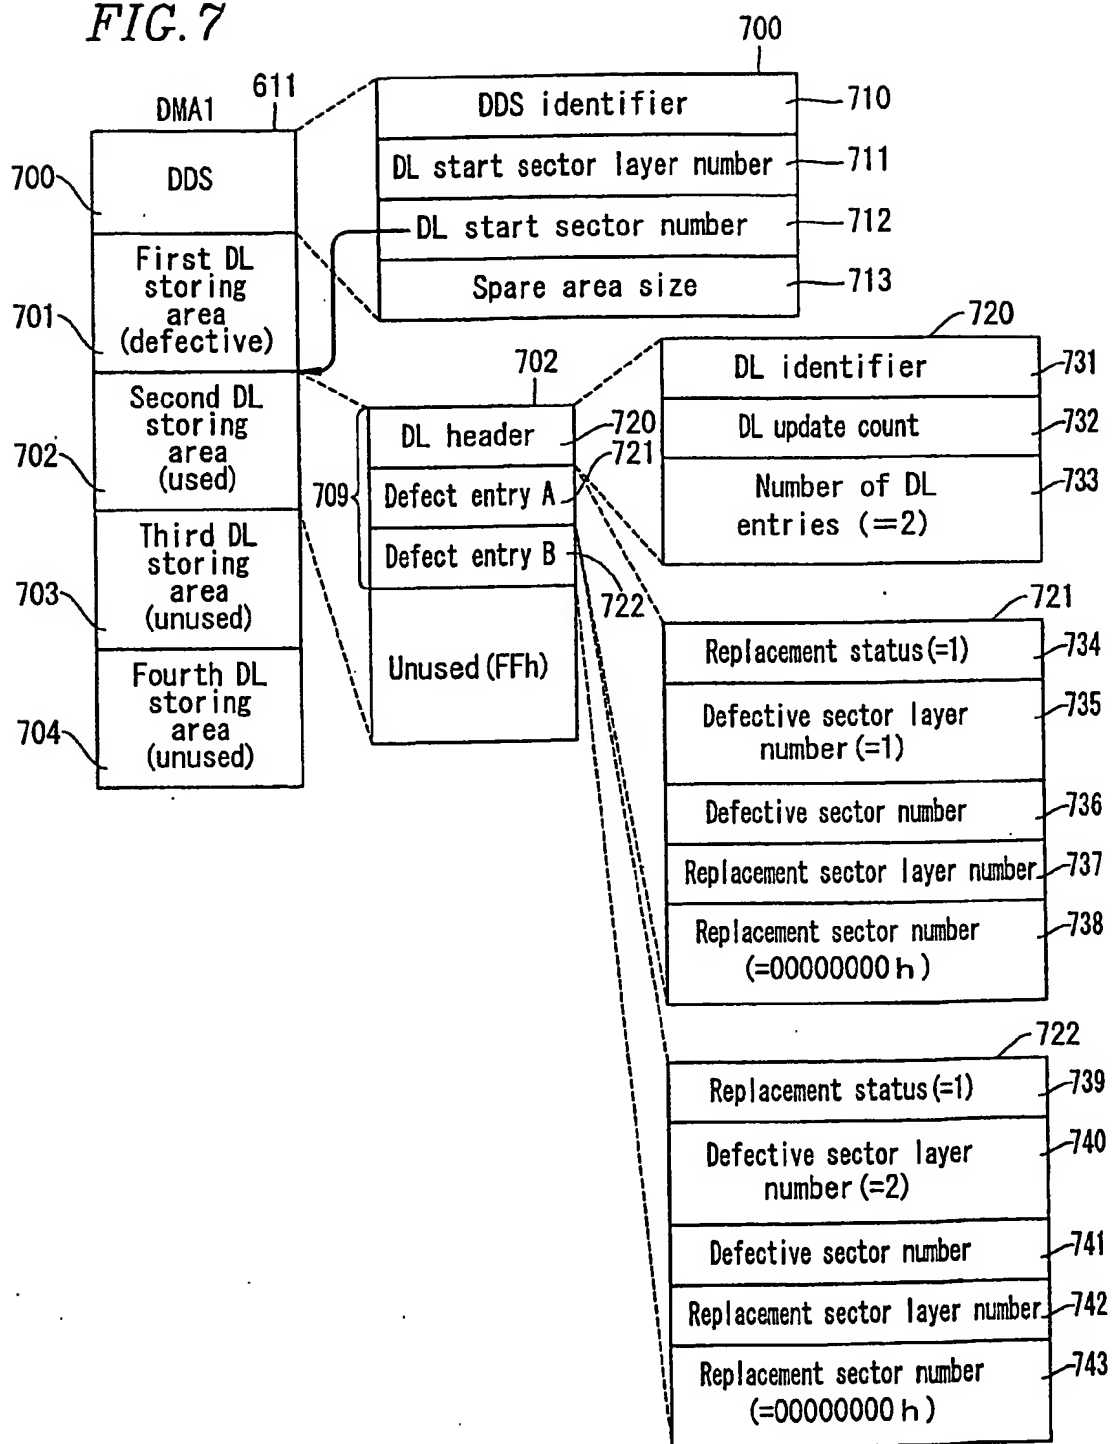 FIG. 7
DMA1
611
700
DDS
First DL
storing
area
(defective)
701
Second DL
storing
area
(used)
702
Third DL
storing
area
(unused)
703
Fourth DL
storing
area
(unused)
704
700
DDS identifier
710
DL start sector layer number
711
DL start sector number
712
Spare area size
713
702
709
DL header
720
Defect entry A
721
Defect entry B
722
Unused (FFh)
720
DL identifier
731
DL update count
732
Number of DL
entries (=2)
733
721
Replacement status (=1)
734
Defective sector layer
number (=1)
735
Defective sector number
736
Replacement sector layer number
737
Replacement sector number
(=00000000 h)
738
722
Replacement status (=1)
739
Defective sector layer
number (=2)
740
Defective sector number
741
Replacement sector layer number
742
Replacement sector number
(=00000000 h)
743